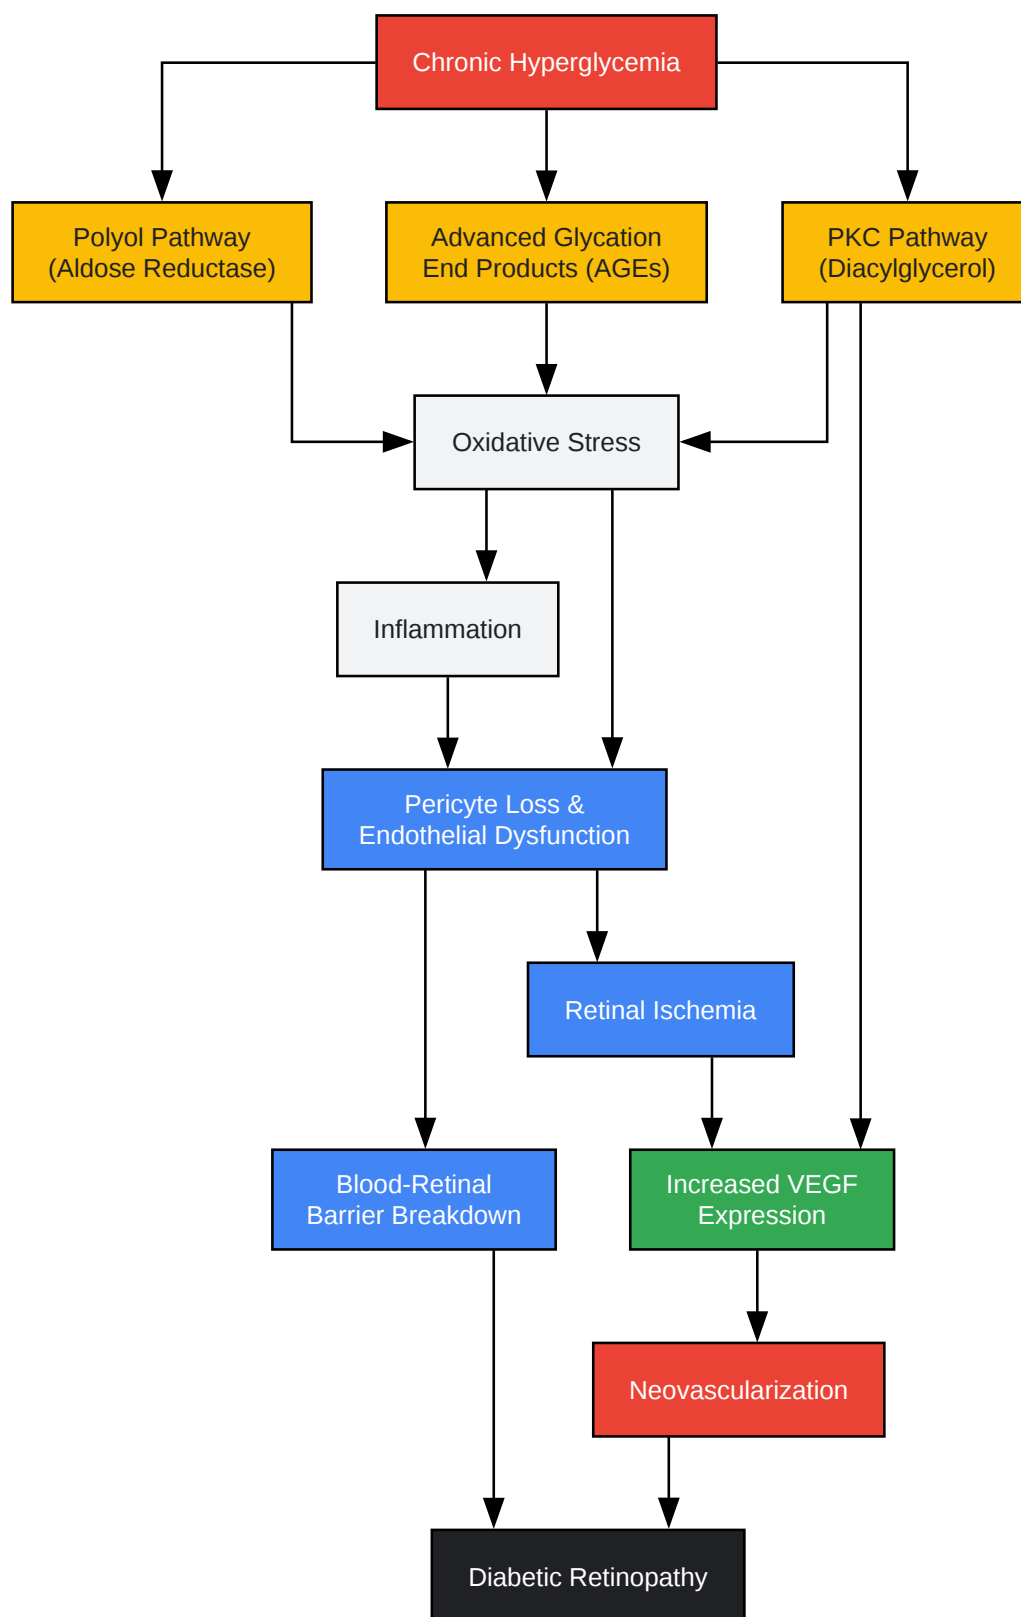 Chronic Hyperglycemia
Polyol Pathway
(Aldose Reductase)
Advanced Glycation
End Products (AGEs)
PKC Pathway
(Diacylglycerol)
Oxidative Stress
Inflammation
Pericyte Loss &
Endothelial Dysfunction
Retinal Ischemia
Blood-Retinal
Barrier Breakdown
Increased VEGF
Expression
Neovascularization
Diabetic Retinopathy